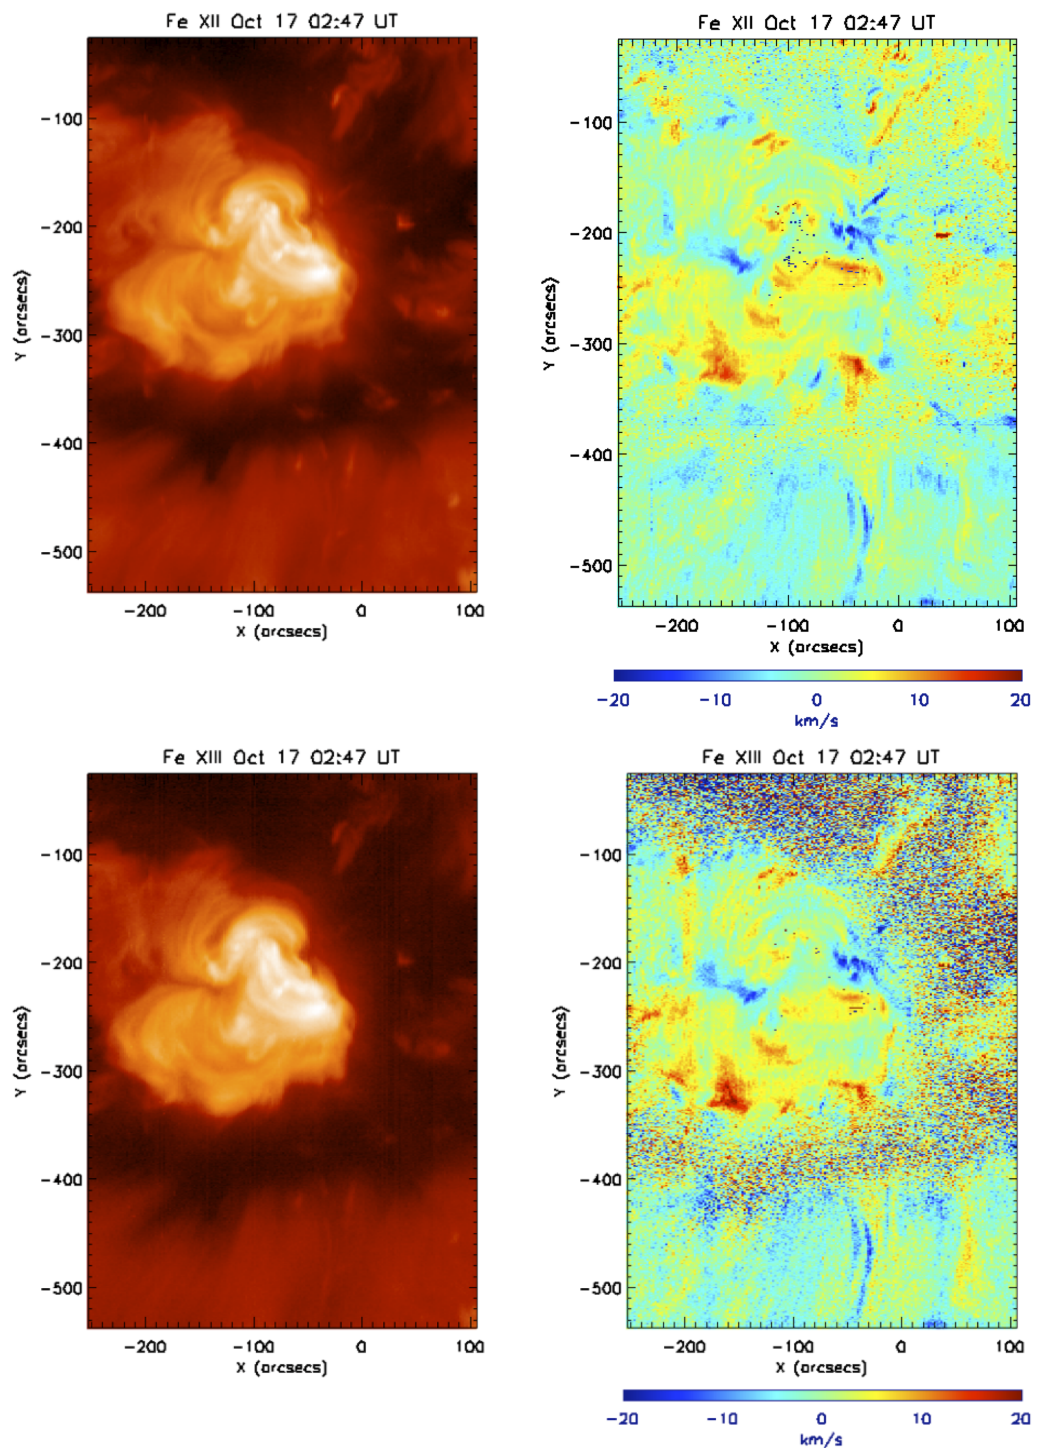 Fe XII Oct 17 02:47 UT
Fe XII Oct 17 02:47 UT
-100
-200
-300
-400
-500
Y (arcsecs)
-200 -100 0 100
X (arcsecs)
-100
-200
-300
-400
-500
Y (arcsecs)
-200 -100 0 100
X (arcsecs)
-20 -10 0 10 20
km/s
Fe XIII Oct 17 02:47 UT
Fe XIII Oct 17 02:47 UT
-100
-200
-300
-400
-500
Y (arcsecs)
-200 -100 0 100
X (arcsecs)
-100
-200
-300
-400
-500
Y (arcsecs)
-200 -100 0 100
X (arcsecs)
-20 -10 0 10 20
km/s